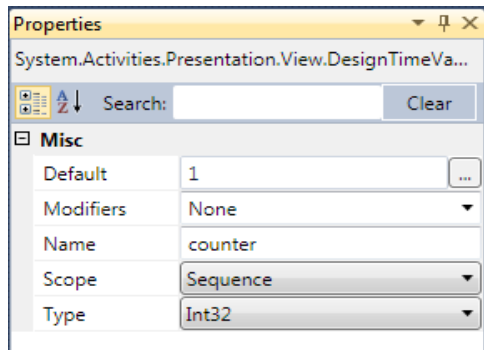 Properties
System.Activities.Presentation.View.DesignTimeVa...
Search: Clear
Misc
Default 1 ...
Modifiers None
Name counter
Scope Sequence
Type Int32